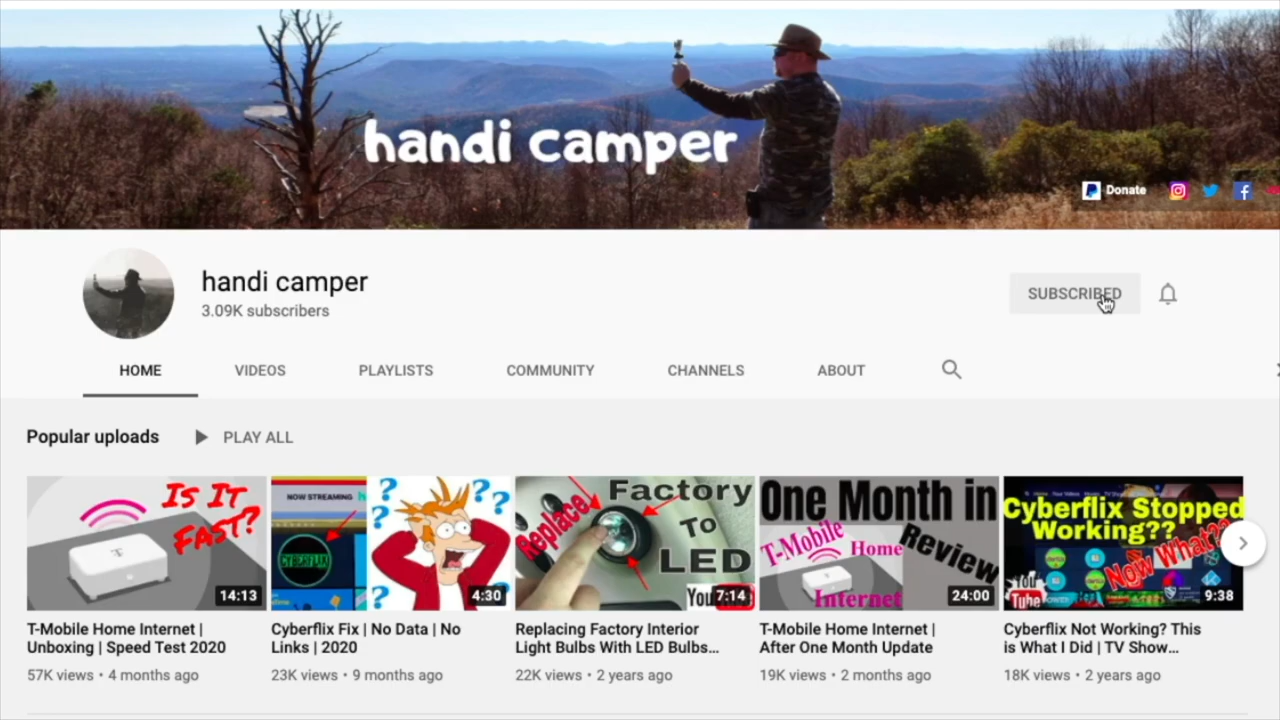 handi camper
Donate
handi camper
3.09K subscribers
SUBSCRIBED
HOME VIDEOS PLAYLISTS COMMUNITY CHANNELS ABOUT
Popular uploads PLAY ALL
IS IT
FAST?
T
14:13
NOW STREAMING
CYBERFLIX
4:30
Factory
Replace
To
LED
You
7:14
One Month in
Review
T-Mobile
Home
Internet
24:00
Cyberflix Stopped
Working??
Now What??
You
Tube
9:38
T-Mobile Home Internet |
Unboxing | Speed Test 2020
57K views • 4 months ago
Cyberflix Fix | No Data | No
Links | 2020
23K views • 9 months ago
Replacing Factory Interior
Light Bulbs With LED Bulbs...
22K views • 2 years ago
T-Mobile Home Internet |
After One Month Update
19K views • 2 months ago
Cyberflix Not Working? This
is What I Did | TV Show...
18K views • 2 years ago